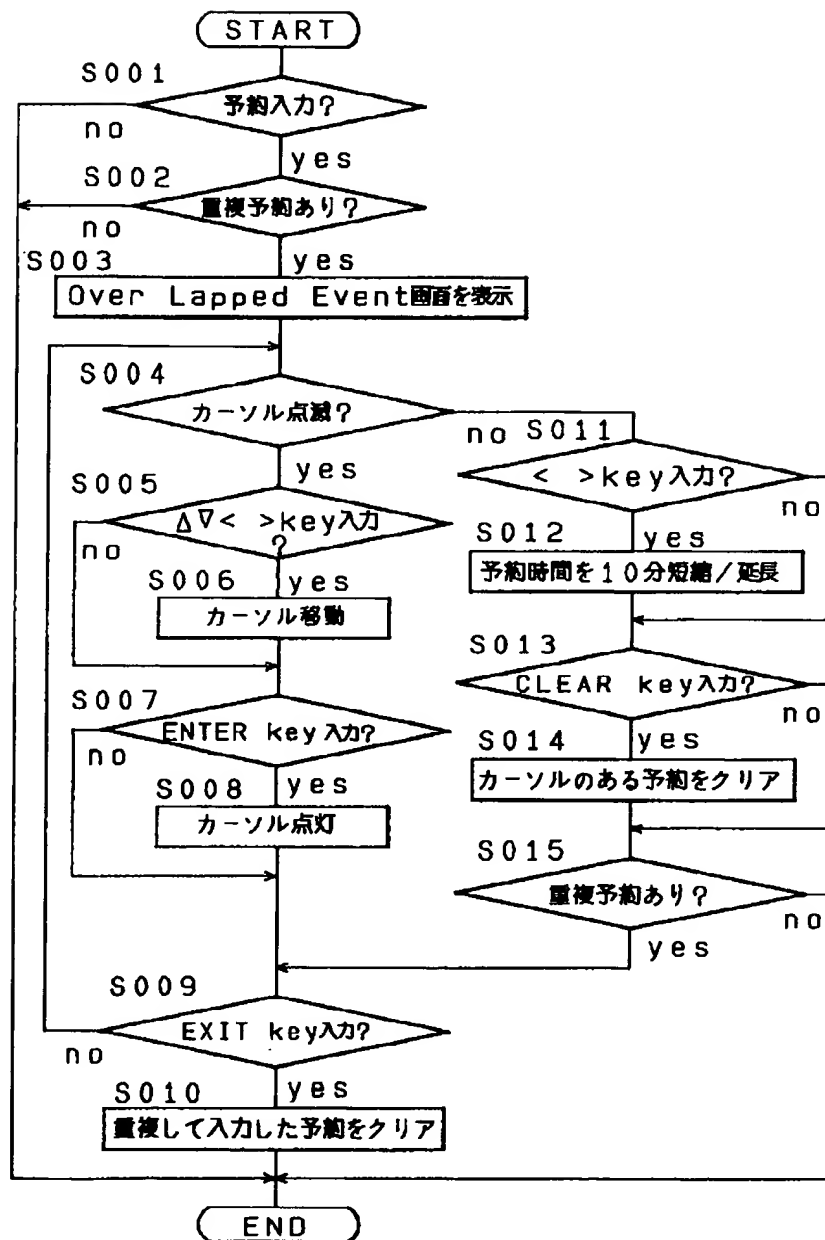 START
S001
予約入力?
no
yes
S002
重複予約あり?
no
yes
S003
Over Lapped Event画面を表示
S004
カーソル点滅?
yes
S005
Δ∇< >key入力
?
no
yes
S006
カーソル移動
S007
ENTER key入力?
no
yes
S008
カーソル点灯
no
S011
< >key入力?
no
yes
S012
予約時間を10分短縮/延長
S013
CLEAR key入力?
no
yes
S014
カーソルのある予約をクリア
S015
重複予約あり?
no
yes
S009
EXIT key入力?
no
yes
S010
重複して入力した予約をクリア
END